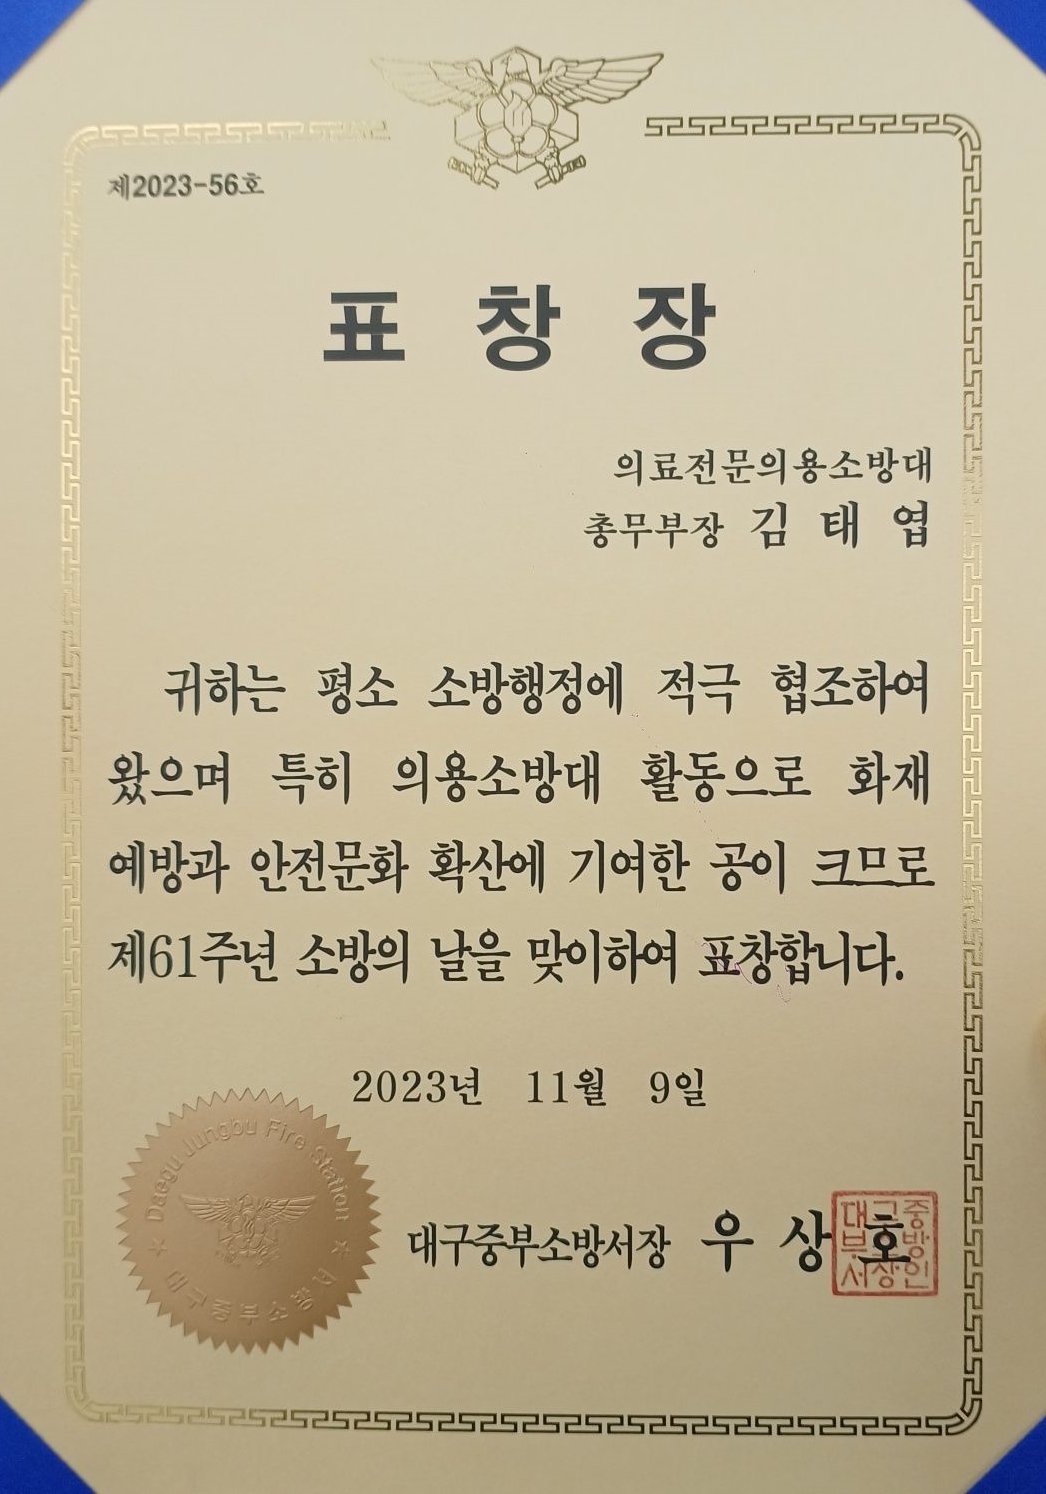 제2023-56호
표 창 장
의료전문의용소방대
총무부장 김 태 엽
귀하는 평소 소방행정에 적극 협조하여
왔으며 특히 의용소방대 활동으로 화재
예방과 안전문화 확산에 기여한 공이 크므로
제61주년 소방의 날을 맞이하여 표창합니다.
2023년 11월 9일
Daegu Jungbu Fire Station
대구중부소방서
대구중부소방서장 우 상 호
대구중
부소방
서장인